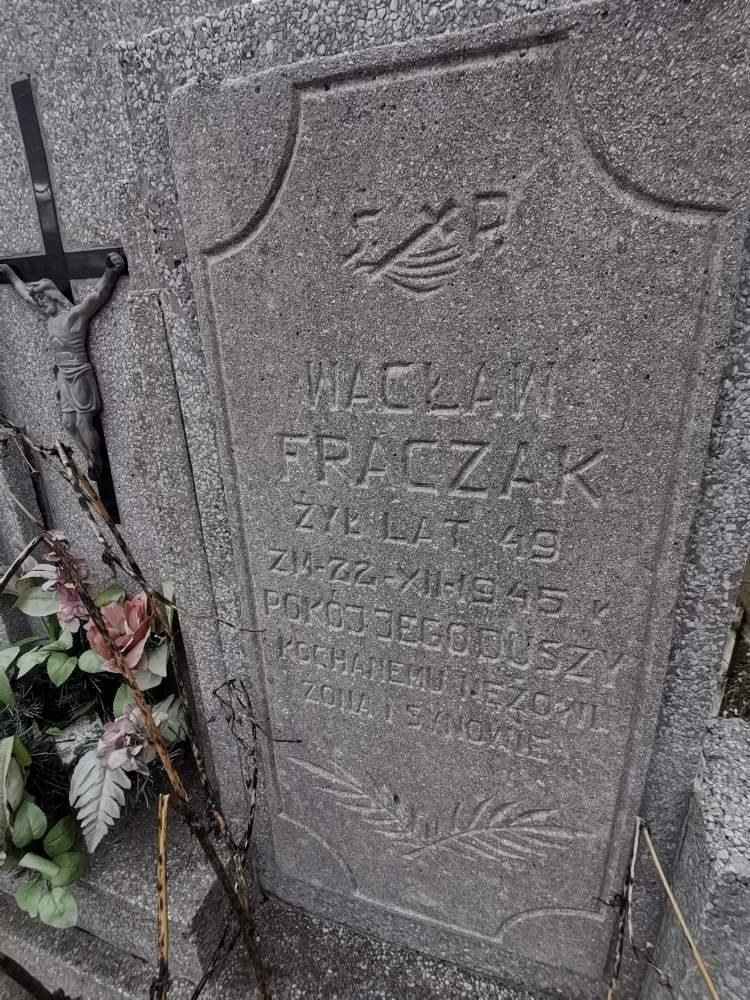 Ś. P.
WACŁAW
FRĄCZAK
ŻYŁ LAT 49
ZM-22-XII-1945 r
POKÓJ JEGO DUSZY
KOCHANEMU MĘŻOWI
ŻONA I SYNOWIE